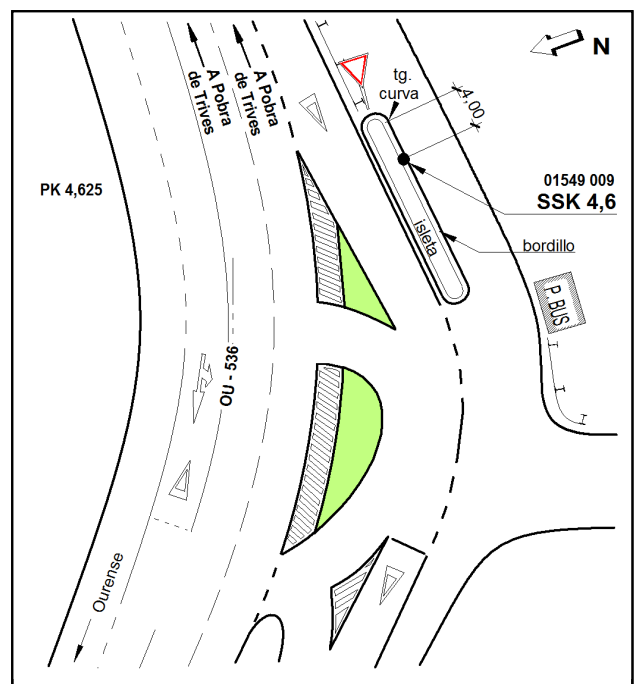 N
A Pobra
de Trives
A Pobra
de Trives
tg.
curva
4,00
PK 4,625
01549 009
SSK 4,6
isleta
bordillo
P. BUS
OU - 536
Ourense